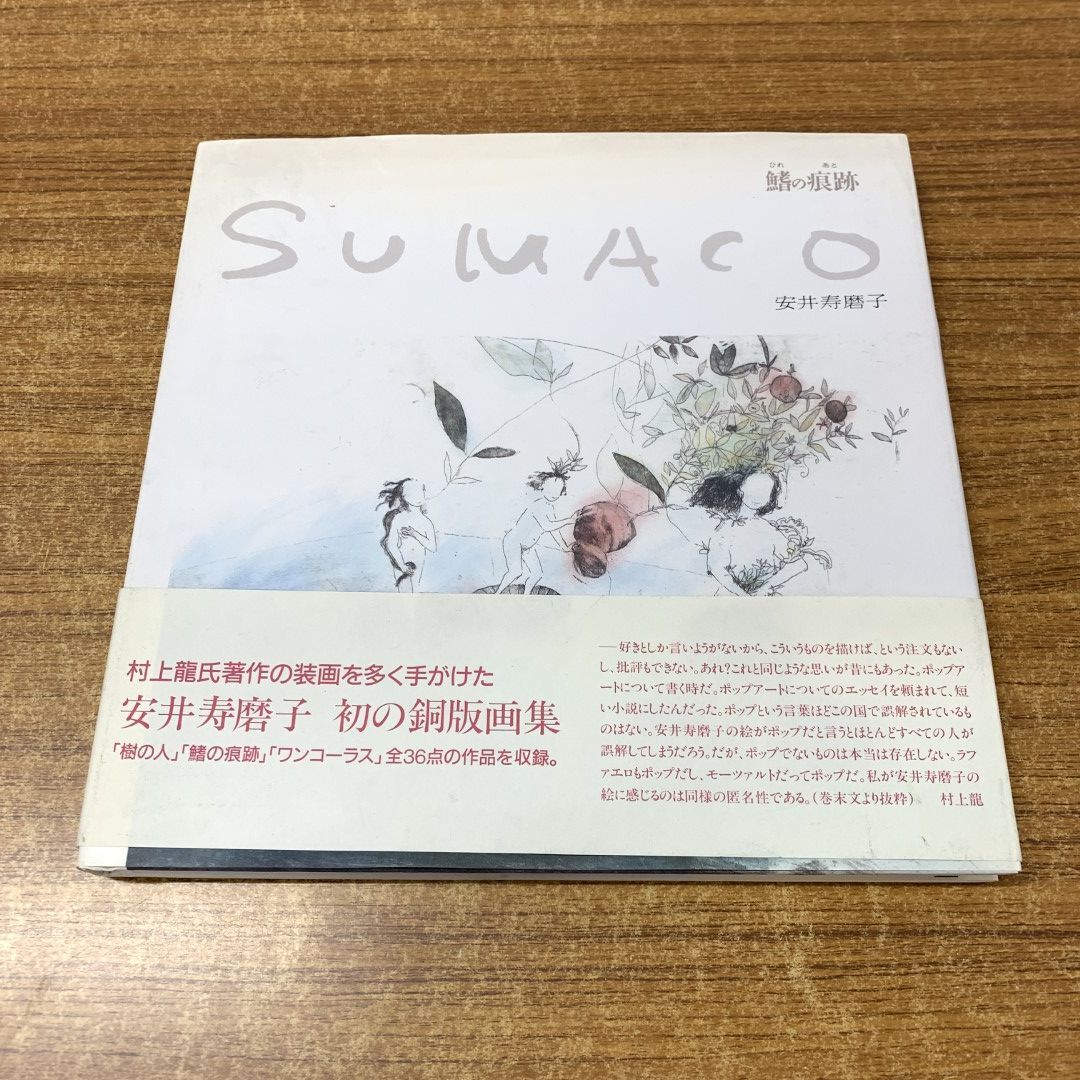 ひれ あと
鰭の痕跡
SUMACO
安井寿磨子
村上龍氏著作の装画を多く手がけた
安井寿磨子 初の銅版画集
「樹の人」「鰭の痕跡」「ワンコーラス」全36点の作品を収録。
──好きとしか言いようがないから、こういうものを描けば、という注文もない
し、批評もできない。あれ?これと同じような思いが昔にもあった。ポップア
ートについて書く時だ。ポップアートについてのエッセイを頼まれて、短
い小説にしたんだった。ポップという言葉はどこの国で誤解されているも
のはない。安井寿磨子の絵がポップだと言うとほとんどすべての人が
誤解してしまうだろう。だが、ポップでないものは本当は存在しない。ラフ
ァエロもポップだし、モーツァルトだってポップだ。私が安井寿磨子の
絵に感じるのは同様の匿名性である。(巻末文より抜粋) 村上龍